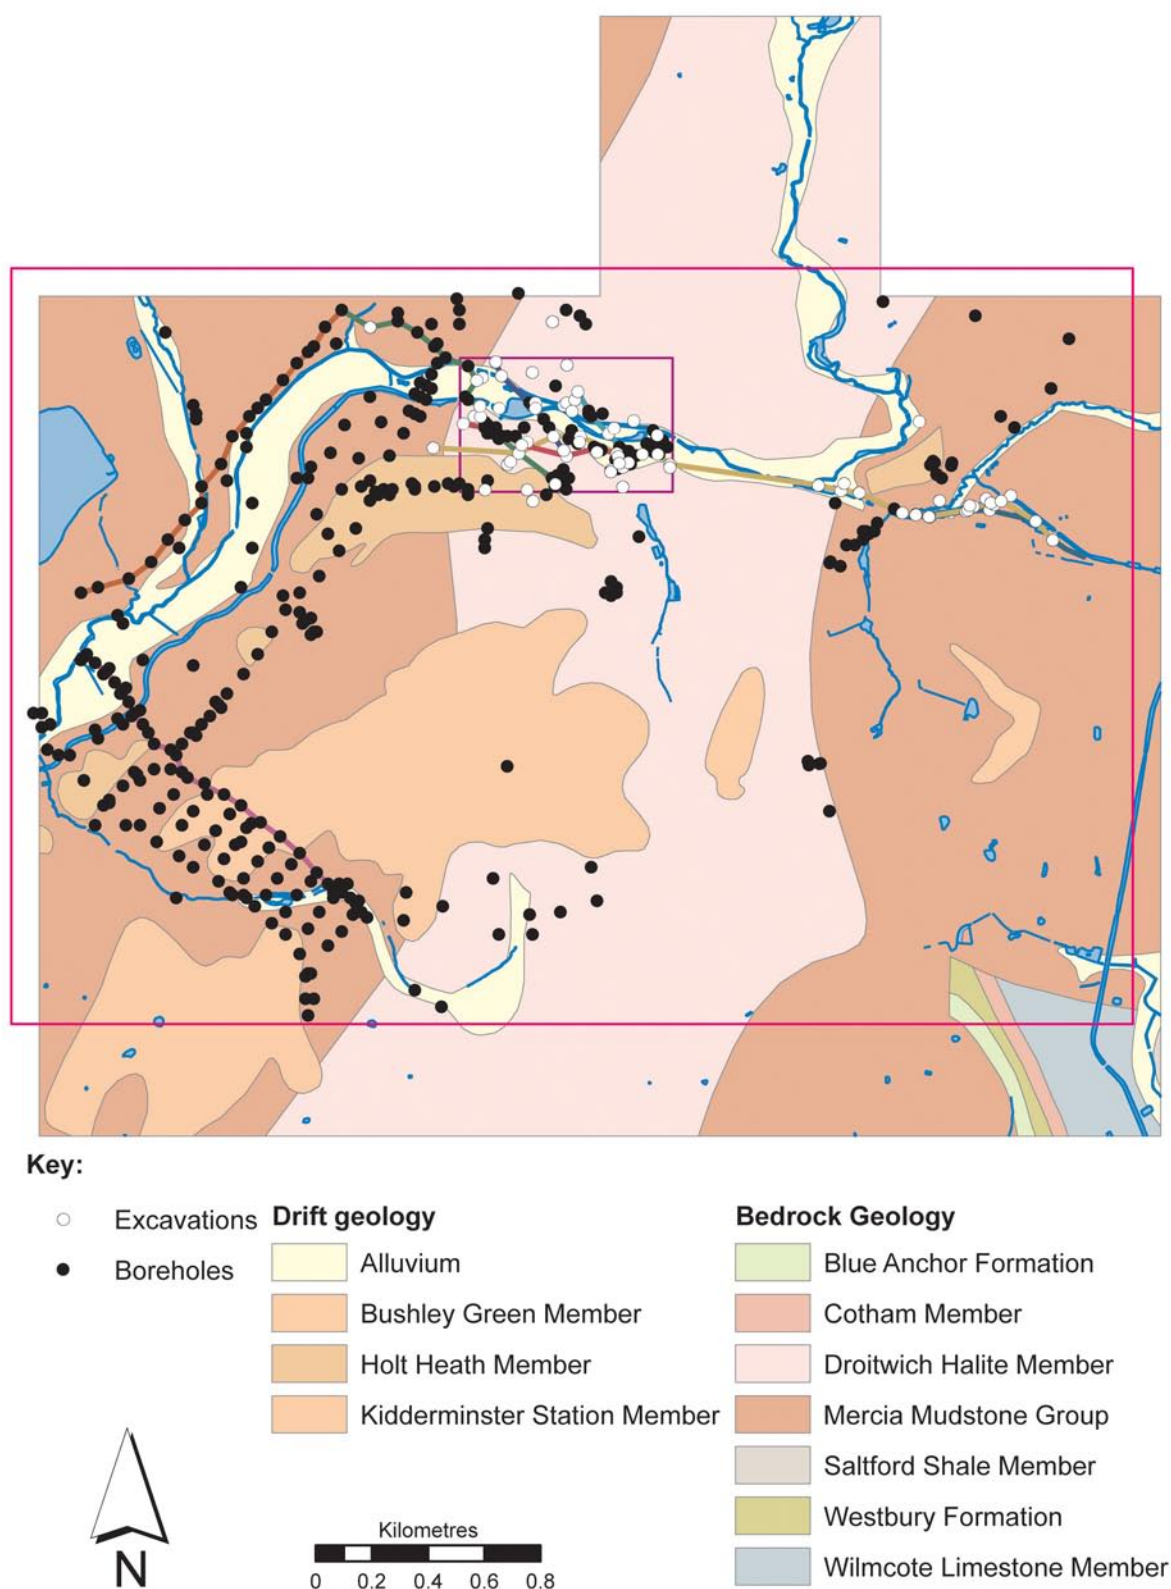 Key:
Excavations
Boreholes
Drift geology
Alluvium
Bushley Green Member
Holt Heath Member
Kidderminster Station Member
Bedrock Geology
Blue Anchor Formation
Cotham Member
Droitwich Halite Member
Mercia Mudstone Group
Saltford Shale Member
Westbury Formation
Wilmcote Limestone Member
N
Kilometres
0 0.2 0.4 0.6 0.8